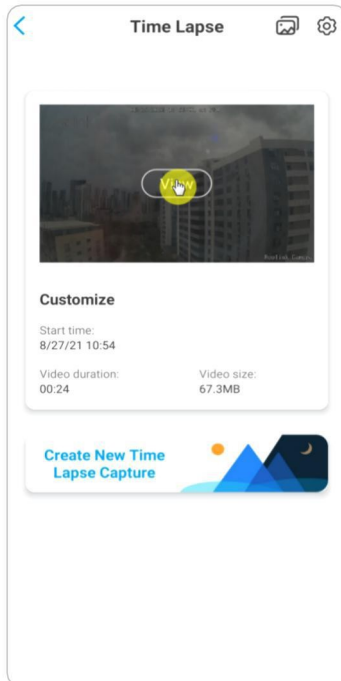 Time Lapse
View
Customize
Start time:
8/27/21 10:54
Video duration:
Video size:
00:24
67.3MB
Create New Time
Lapse Capture